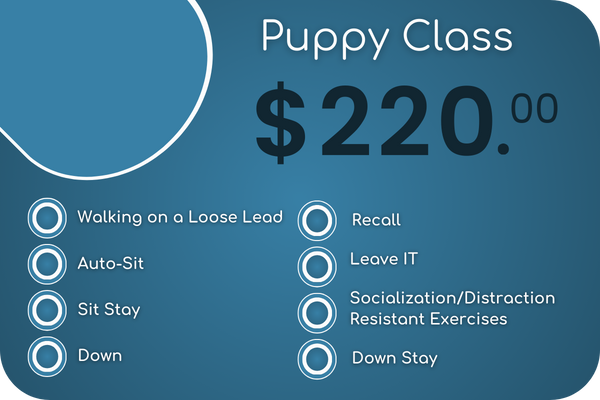 Puppy Class
$220.00
Walking on a Loose Lead
Auto-Sit
Sit Stay
Down
Recall
Leave IT
Socialization/Distraction
Resistant Exercises
Down Stay